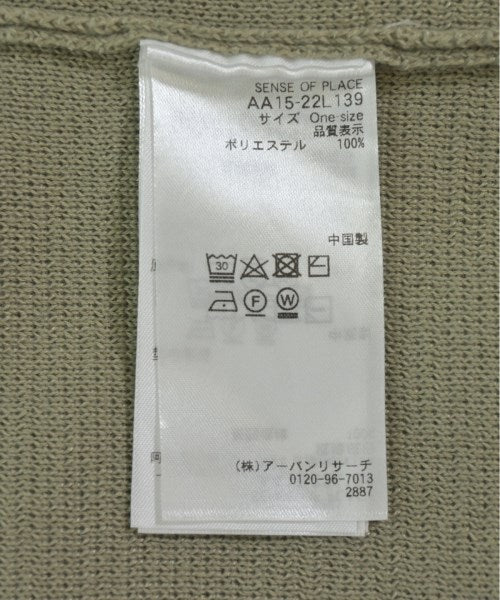 SENSE OF PLACE
AA15-22L139
サイズ One size
品質表示
ポリエステル 100%
中国製
30
F W
(株)アーバンリサーチ
0120-96-7013
2887